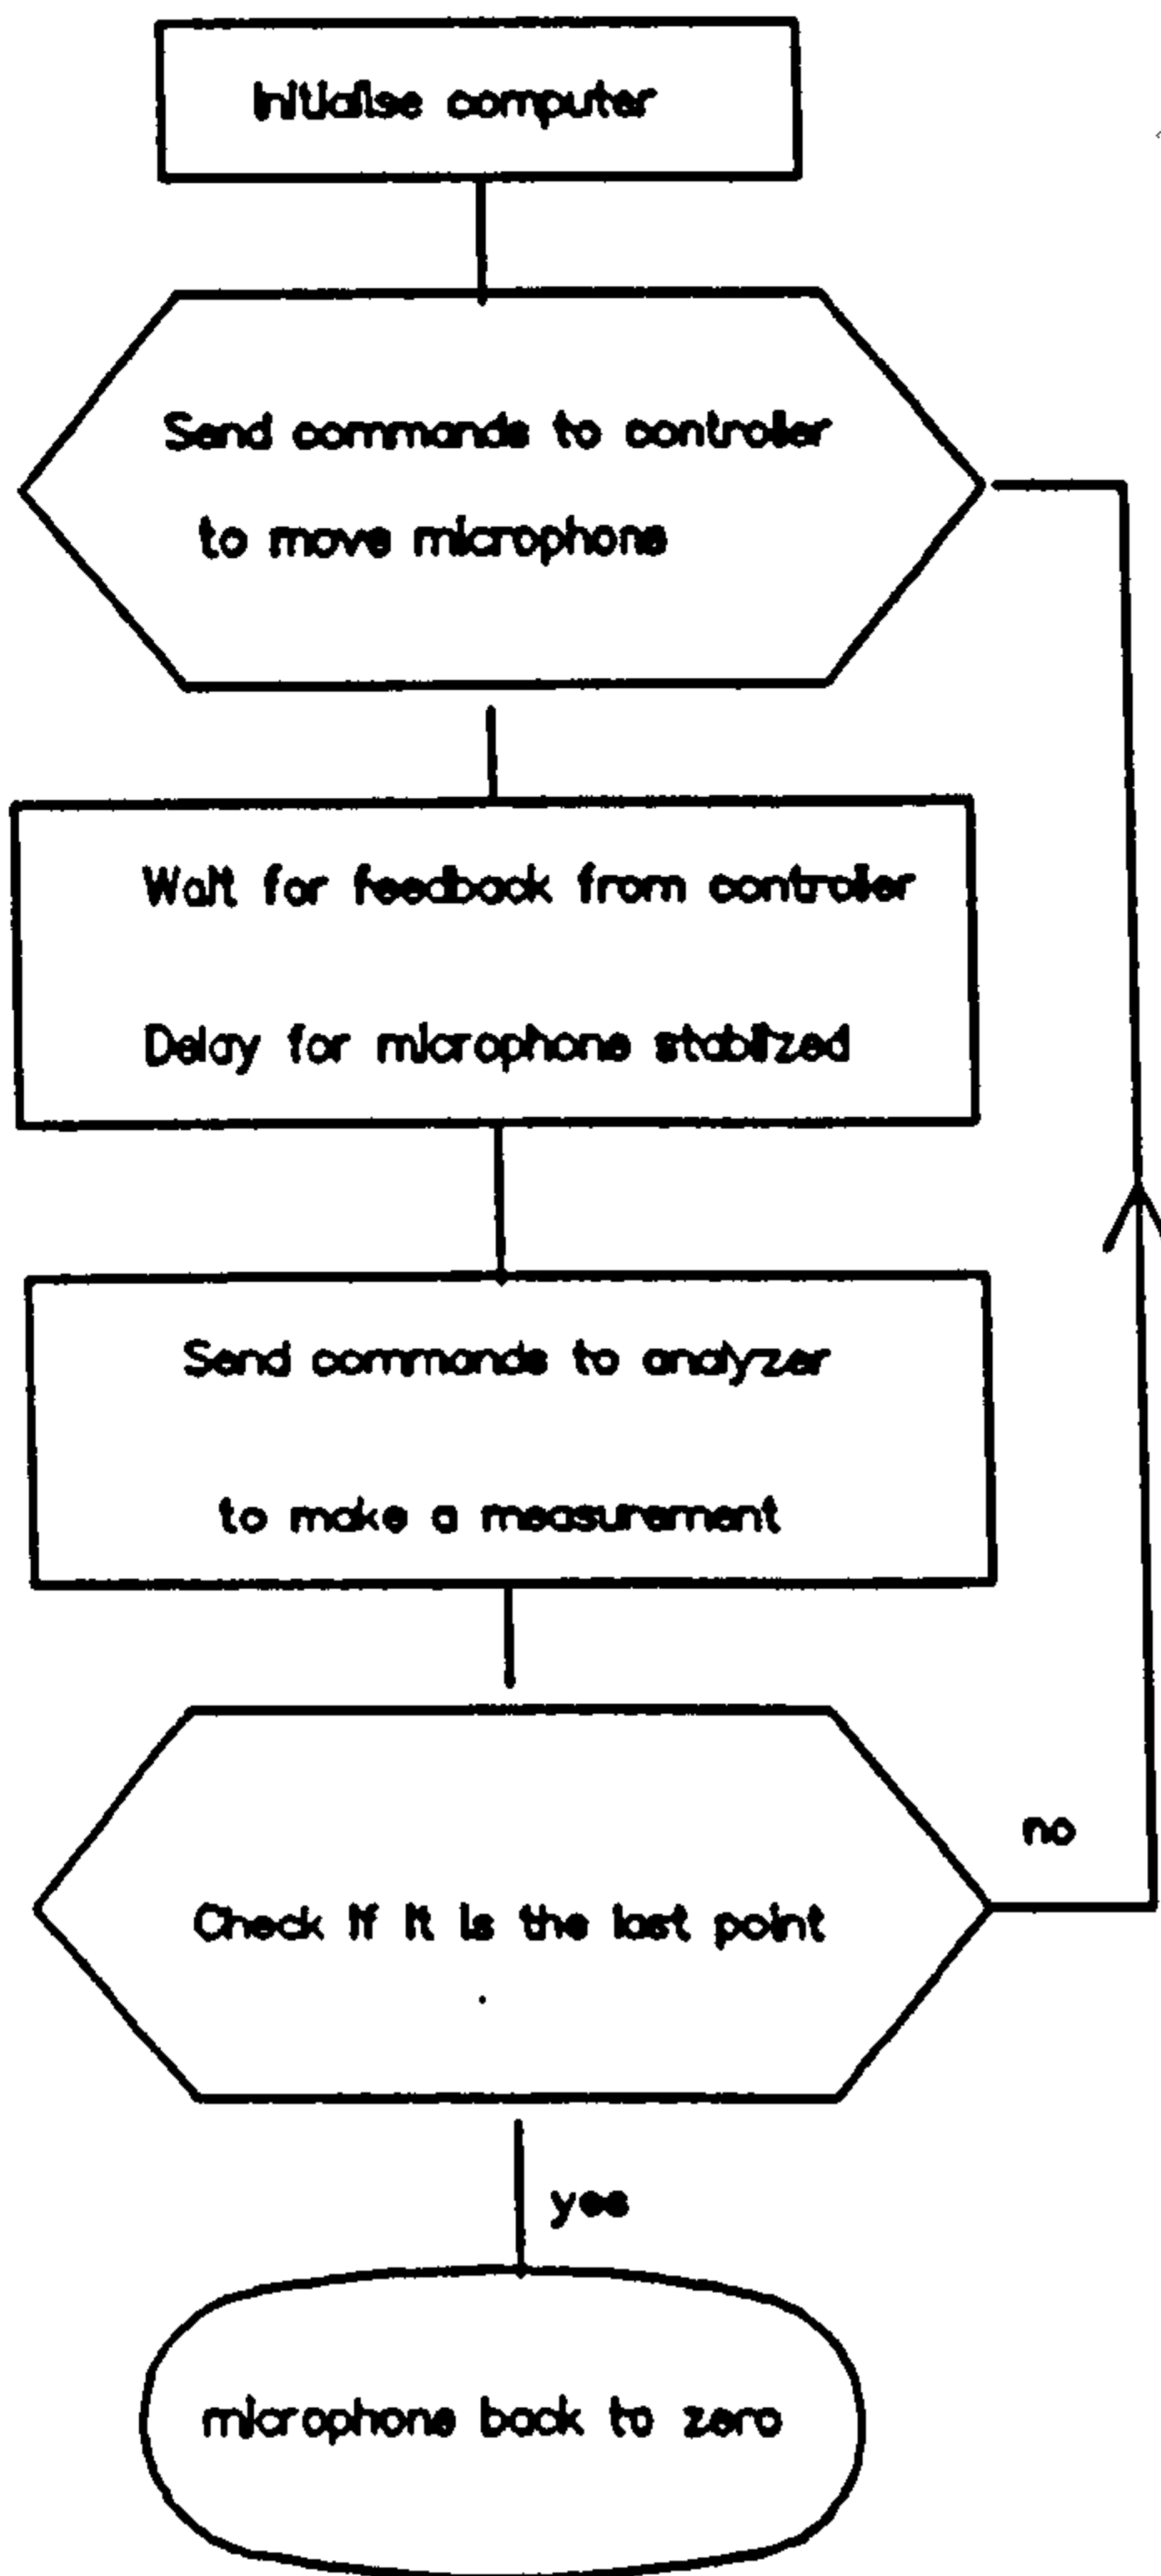 Initialise computer
Send commands to controller
to move microphone
Wait for feedback from controller
Delay for microphone stabilized
Send commands to analyzer
to make a measurement
no
Check if it is the last point
yes
microphone back to zero